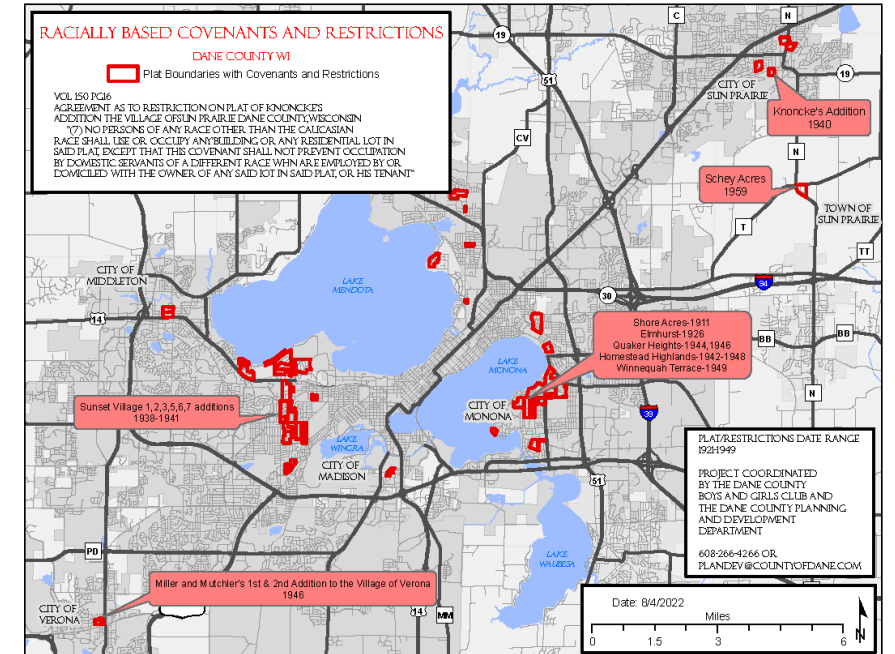 RACIALLY BASED COVENANTS AND RESTRICTIONS
DANE COUNTY WI
Plat Boundaries with Covenants and Restrictions
VOL 150 PG16
AGREEMENT AS TO RESTRICTION ON PLAT OF KNONCKE'S
ADDITION THE VILLAGE OFSUN PRAIRIE DANE COUNTY,WISCONSIN
"(7) NO PERSONS OF ANY RACE OTHER THAN THE CAUCASIAN
RACE SHALL USE OR OCCUPY ANYBUILDING OR ANY RESIDENTIAL LOT IN
SAID PLAT, EXCEPT THAT THIS COVENANT SHALL NOT PREVENT OCCUPATION
BY DOMESTIC SERVANTS OF A DIFFERENT RACE WHN ARE EMPLOYED BY OR
DOMICILED WITH THE OWNER OF ANY SAID LOT IN SAID PLAT, OR HIS TENANT"
C
N
19
51
19
CITY OF
SUN PRAIRIE
Knoncke's Addition
1940
CV
N
Schey Acres
1959
TOWN OF
SUN PRAIRIE
T
TT
CITY OF
MIDDLETON
LAKE
MENDOTA
94
30
14
Shore Acres-1911
Elmhurst-1926
Quaker Heights-1944,1946
Homestead Highlands-1942-1948
Winnequah Terrace-1949
BB
BB
LAKE
MONONA
N
Sunset Village 1,2,3,5,6,7 additions
1938-1941
CITY OF
MONONA
39
LAKE
WINGRA
CITY OF
MADISON
51
PLAT/RESTRICTIONS DATE RANGE
1921-1949
PROJECT COORDINATED
BY THE DANE COUNTY
BOYS AND GIRLS CLUB AND
THE DANE COUNTY PLANNING
AND DEVELOPMENT
DEPARTMENT
608-266-4266 OR
PLANDEV@COUNTYOFDANE.COM
PD
LAKE
WAUBESA
Miller and Mutchler's 1st & 2nd Addition to the Village of Verona
1946
CITY OF
VERONA
14
MM
Date: 8/4/2022
Miles
0 1.5 3 6
N